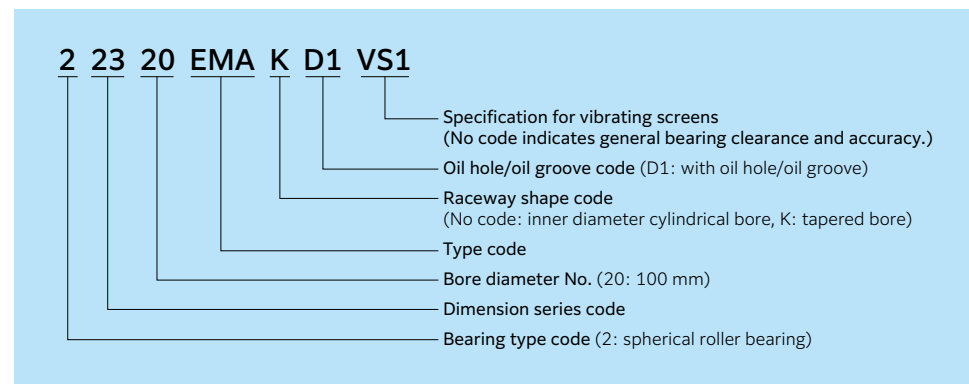 2 23 20 EMA K D1 VS1
Specification for vibrating screens
(No code indicates general bearing clearance and accuracy.)
Oil hole/oil groove code (D1: with oil hole/oil groove)
Raceway shape code
(No code: inner diameter cylindrical bore, K: tapered bore)
Type code
Bore diameter No. (20: 100 mm)
Dimension series code
Bearing type code (2: spherical roller bearing)